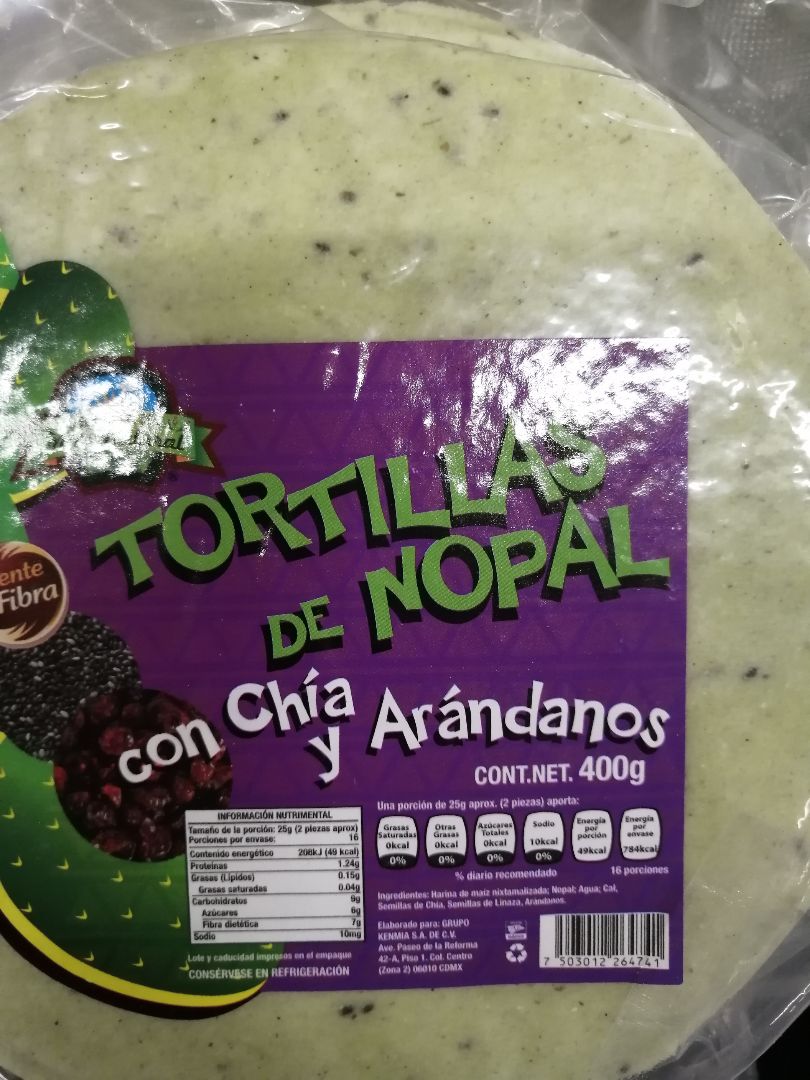 TORTILLAS
DE NOPAL
ente
Fibra
con Chía
y Arándanos
CONT.NET. 400g
Una porción de 25g aprox. (2 piezas) aporta:
Grasas Saturadas 0kcal 0%
Otras Grasas 0kcal 0%
Azúcares Totales 0kcal 0%
Sodio 10kcal 0%
Energía por porción 49kcal
Energía por envase 784kcal
% diario recomendado
16 porciones
INFORMACIÓN NUTRIMENTAL
Tamaño de la porción: 25g (2 piezas aprox)
Porciones por envase: 16
Contenido energético 208kJ (49 kcal)
Proteínas 1.24g
Grasas (Lípidos) 0.15g
Grasas saturadas 0.04g
Carbohidratos 9g
Azúcares 0g
Fibra dietética 7g
Sodio 10mg
Lote y caducidad impresos en el empaque
CONSÉRVESE EN REFRIGERACIÓN
Ingredientes: Harina de maíz nixtamalizada; Nopal; Agua; Cal,
Semillas de Chía, Semillas de Linaza, Arándanos.
Elaborado para: GRUPO
KENMIA S.A. DE C.V.
Ave. Paseo de la Reforma
42-A, Piso 1. Col. Centro
(Zona 2) 06010 CDMX
7 503012 264741